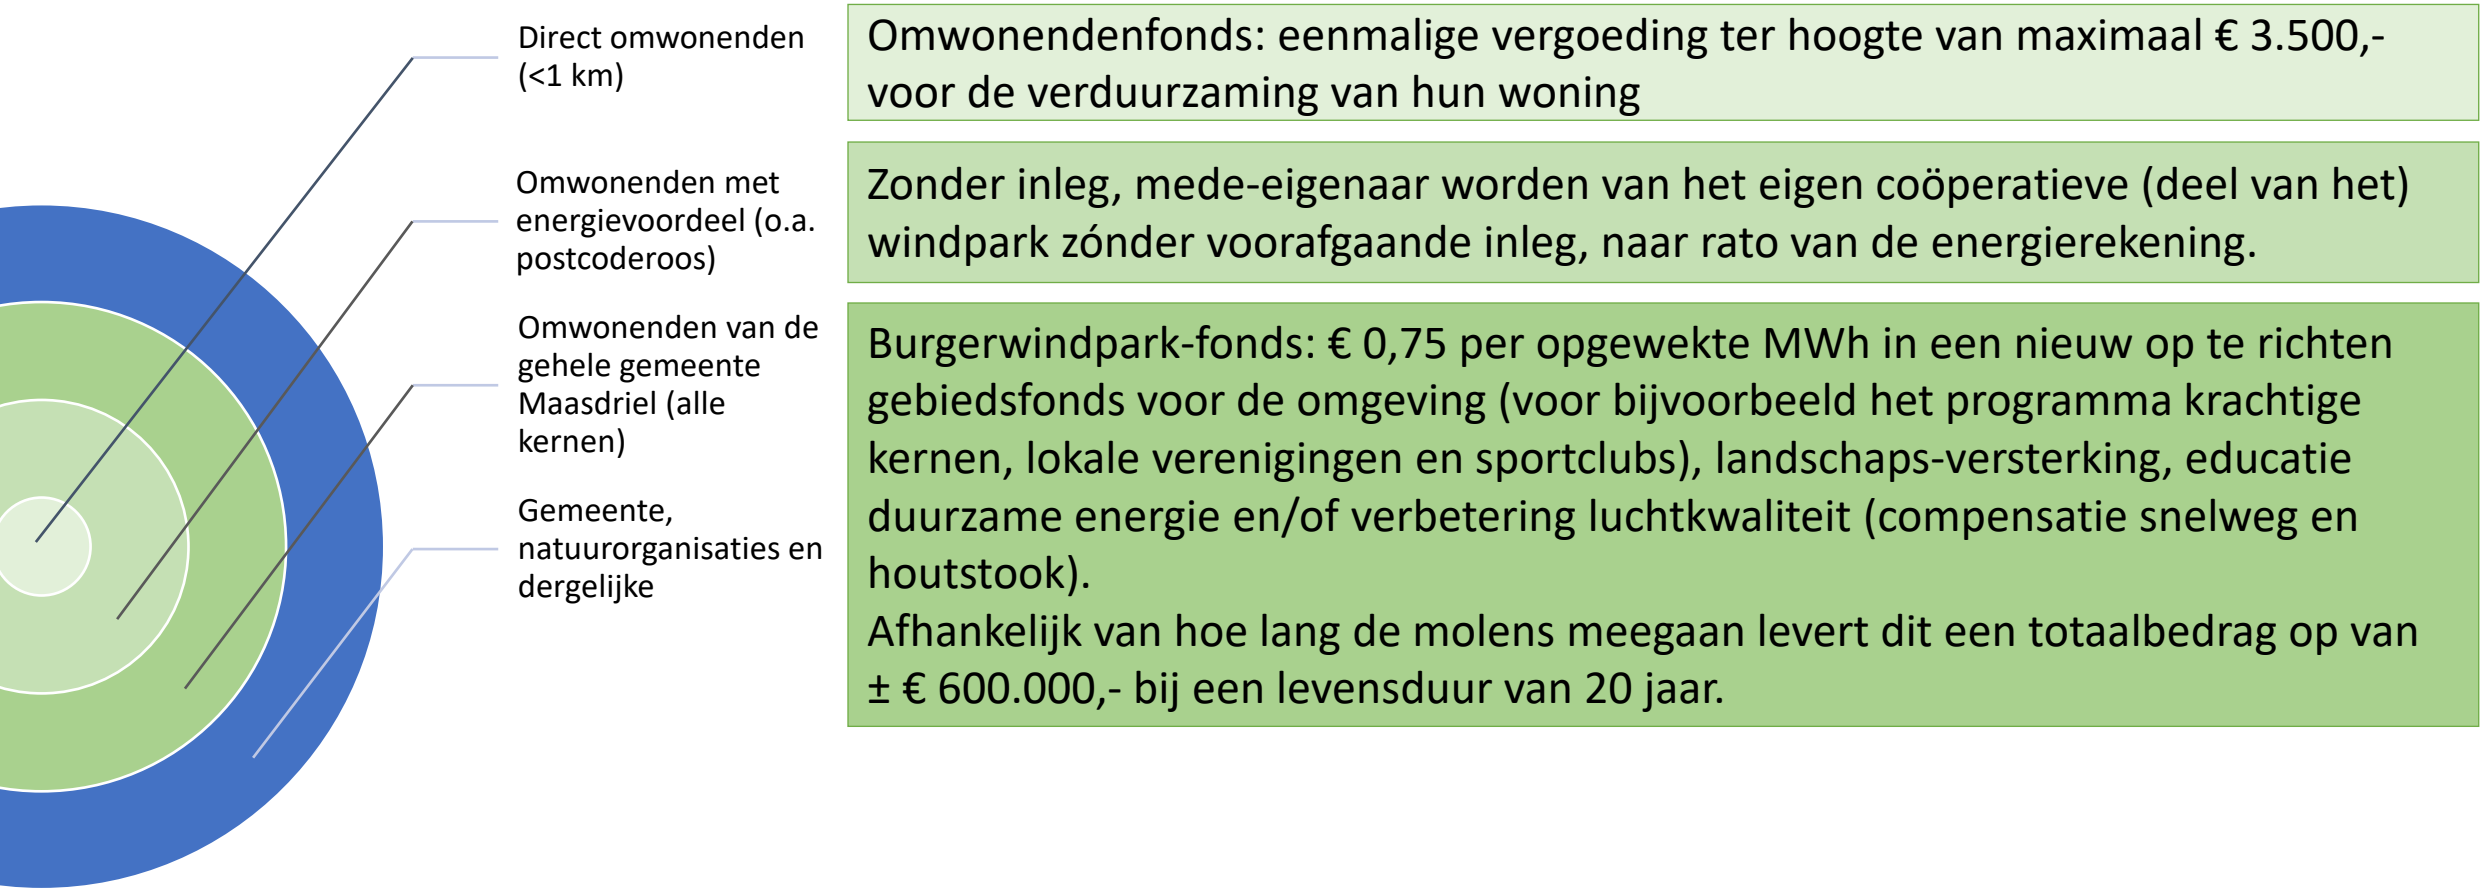 Direct omwonenden
(<1 km)
Omwonendenfonds: eenmalige vergoeding ter hoogte van maximaal € 3.500,-
voor de verduurzaming van hun woning
Omwonenden met
energievoordeel (o.a.
postcoderoos)
Zonder inleg, mede-eigenaar worden van het eigen coöperatieve (deel van het)
windpark zónder voorafgaande inleg, naar rato van de energierekening.
Omwonenden van de
gehele gemeente
Maasdriel (alle
kernen)
Gemeente,
natuurorganisaties en
dergelijke
Burgerwindpark-fonds: € 0,75 per opgewekte MWh in een nieuw op te richten
gebiedsfonds voor de omgeving (voor bijvoorbeeld het programma krachtige
kernen, lokale verenigingen en sportclubs), landschaps-versterking, educatie
duurzame energie en/of verbetering luchtkwaliteit (compensatie snelweg en
houtstook).
Afhankelijk van hoe lang de molens meegaan levert dit een totaalbedrag op van
± € 600.000,- bij een levensduur van 20 jaar.